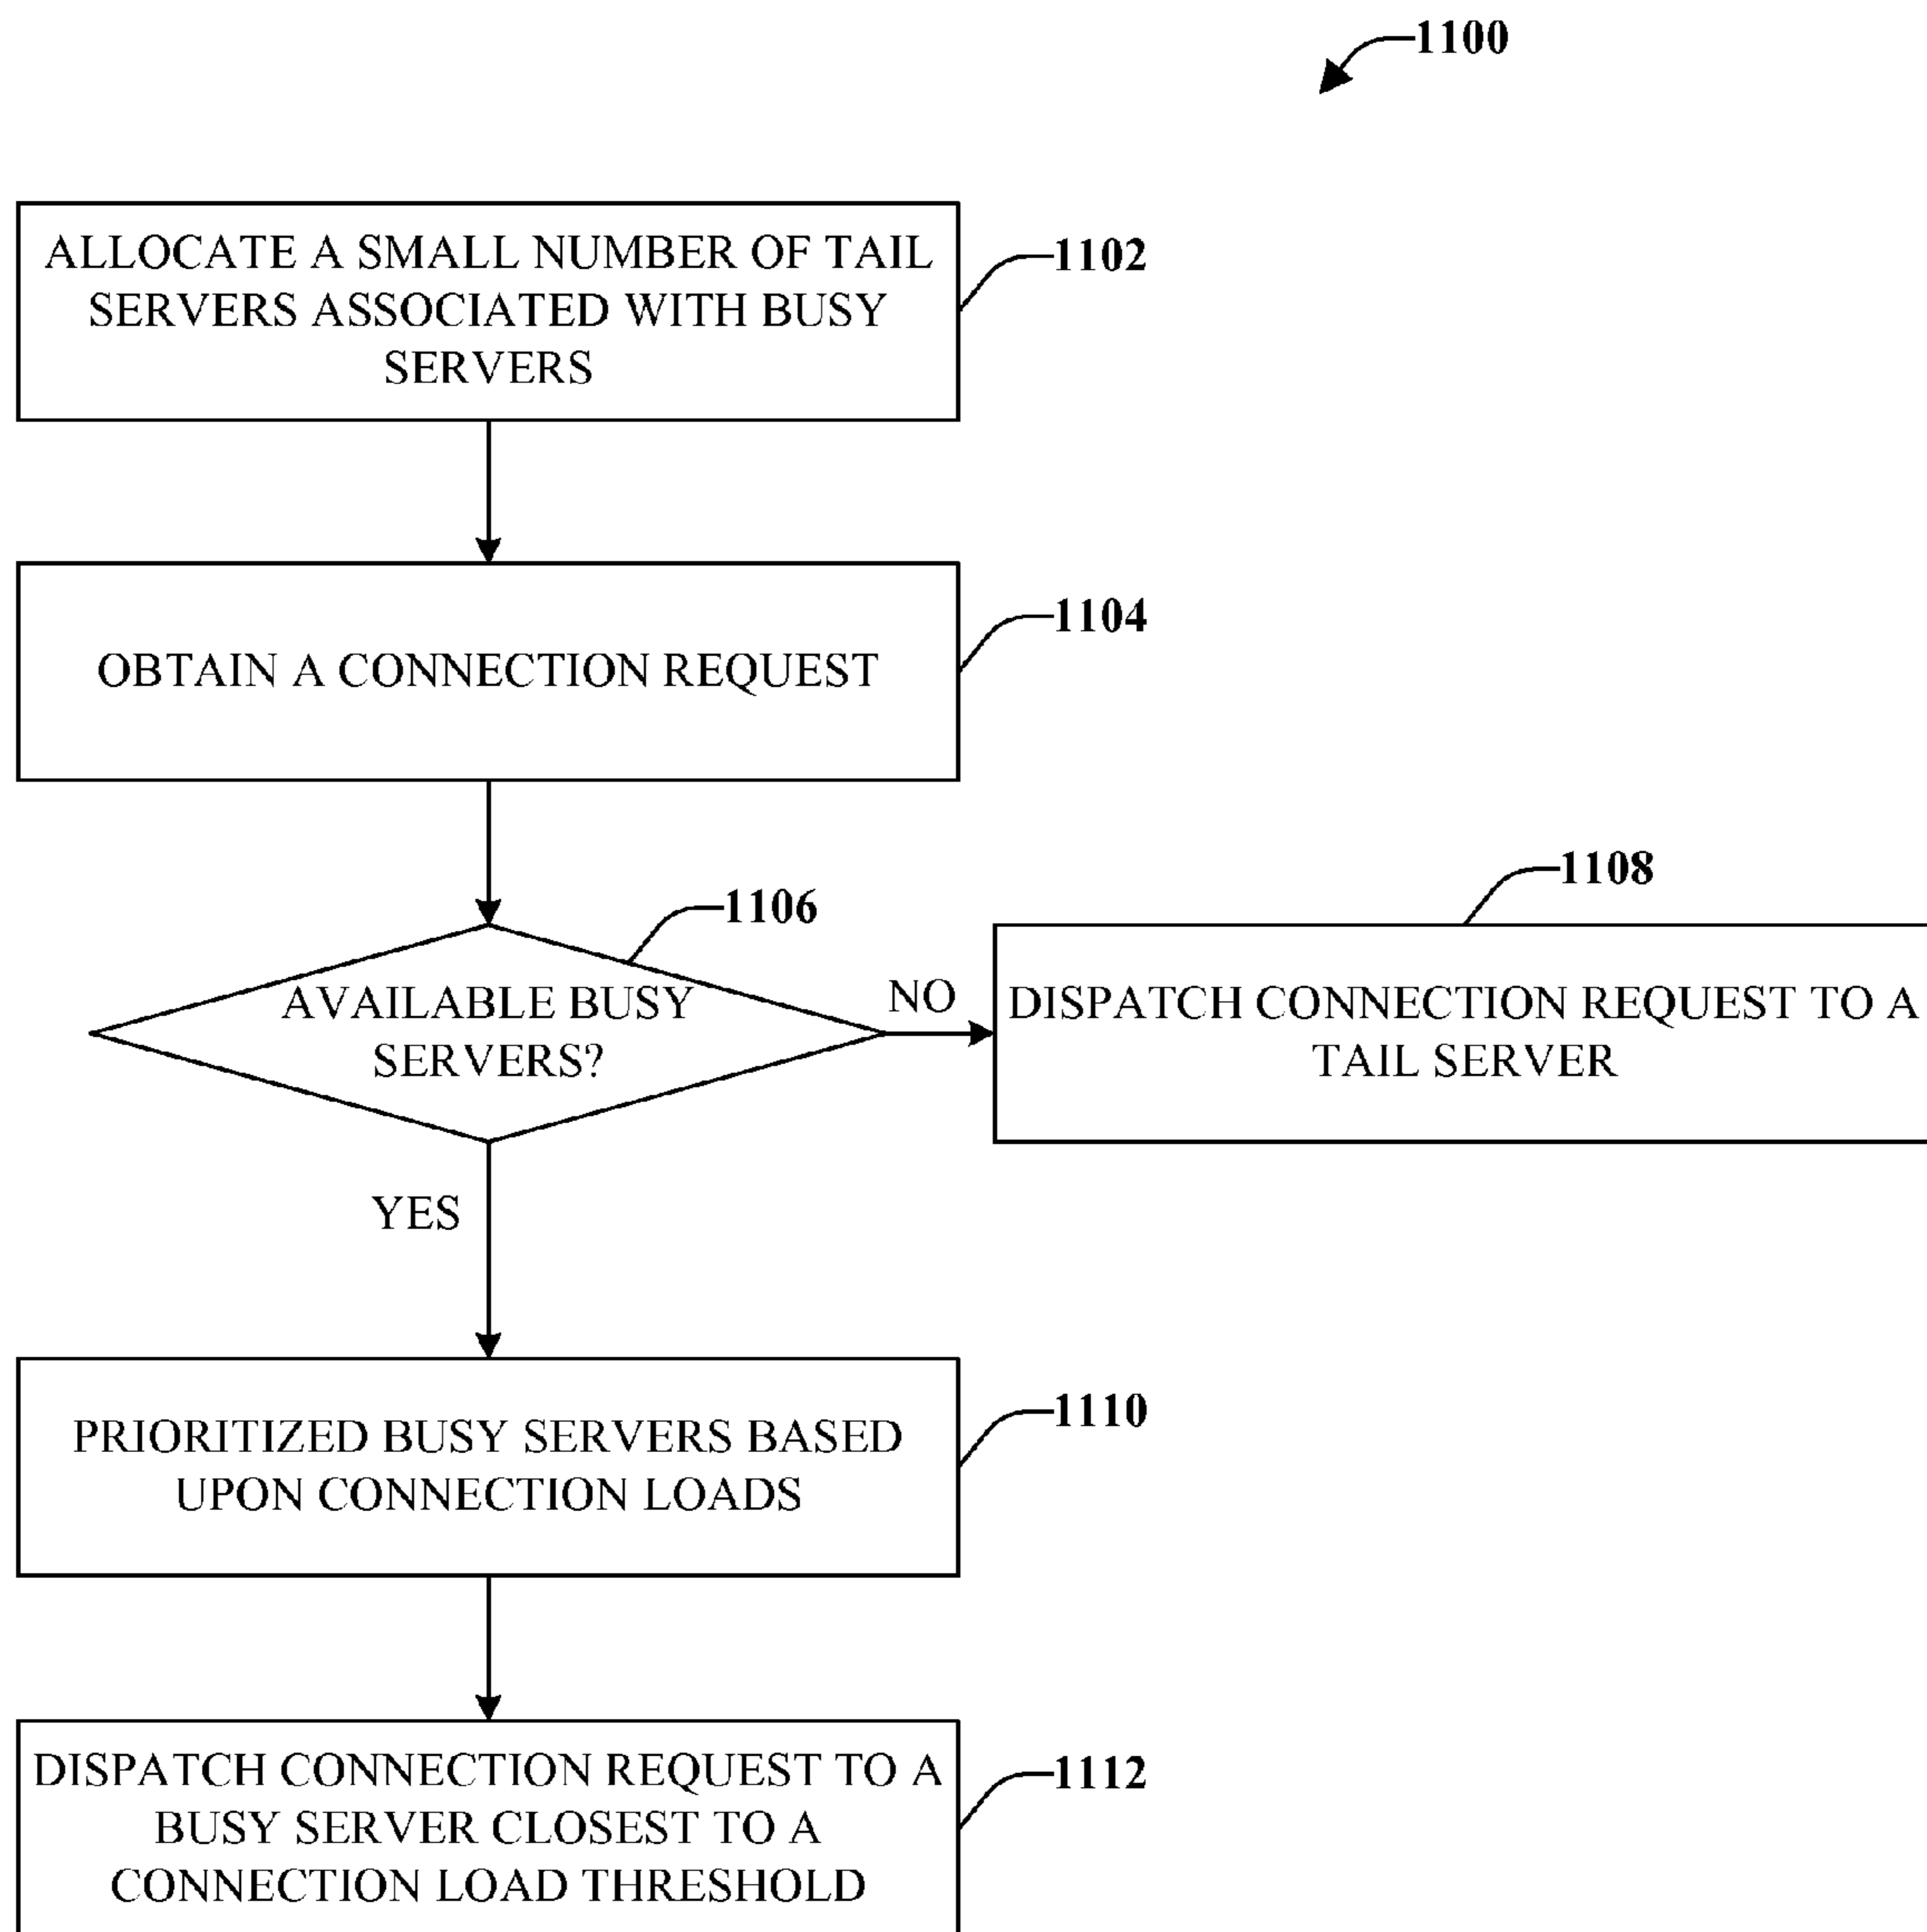 1100
ALLOCATE A SMALL NUMBER OF TAIL
SERVERS ASSOCIATED WITH BUSY
SERVERS
1102
OBTAIN A CONNECTION REQUEST
1104
AVAILABLE BUSY
SERVERS?
1106
NO
DISPATCH CONNECTION REQUEST TO A
TAIL SERVER
1108
YES
PRIORITIZED BUSY SERVERS BASED
UPON CONNECTION LOADS
1110
DISPATCH CONNECTION REQUEST TO A
BUSY SERVER CLOSEST TO A
CONNECTION LOAD THRESHOLD
1112